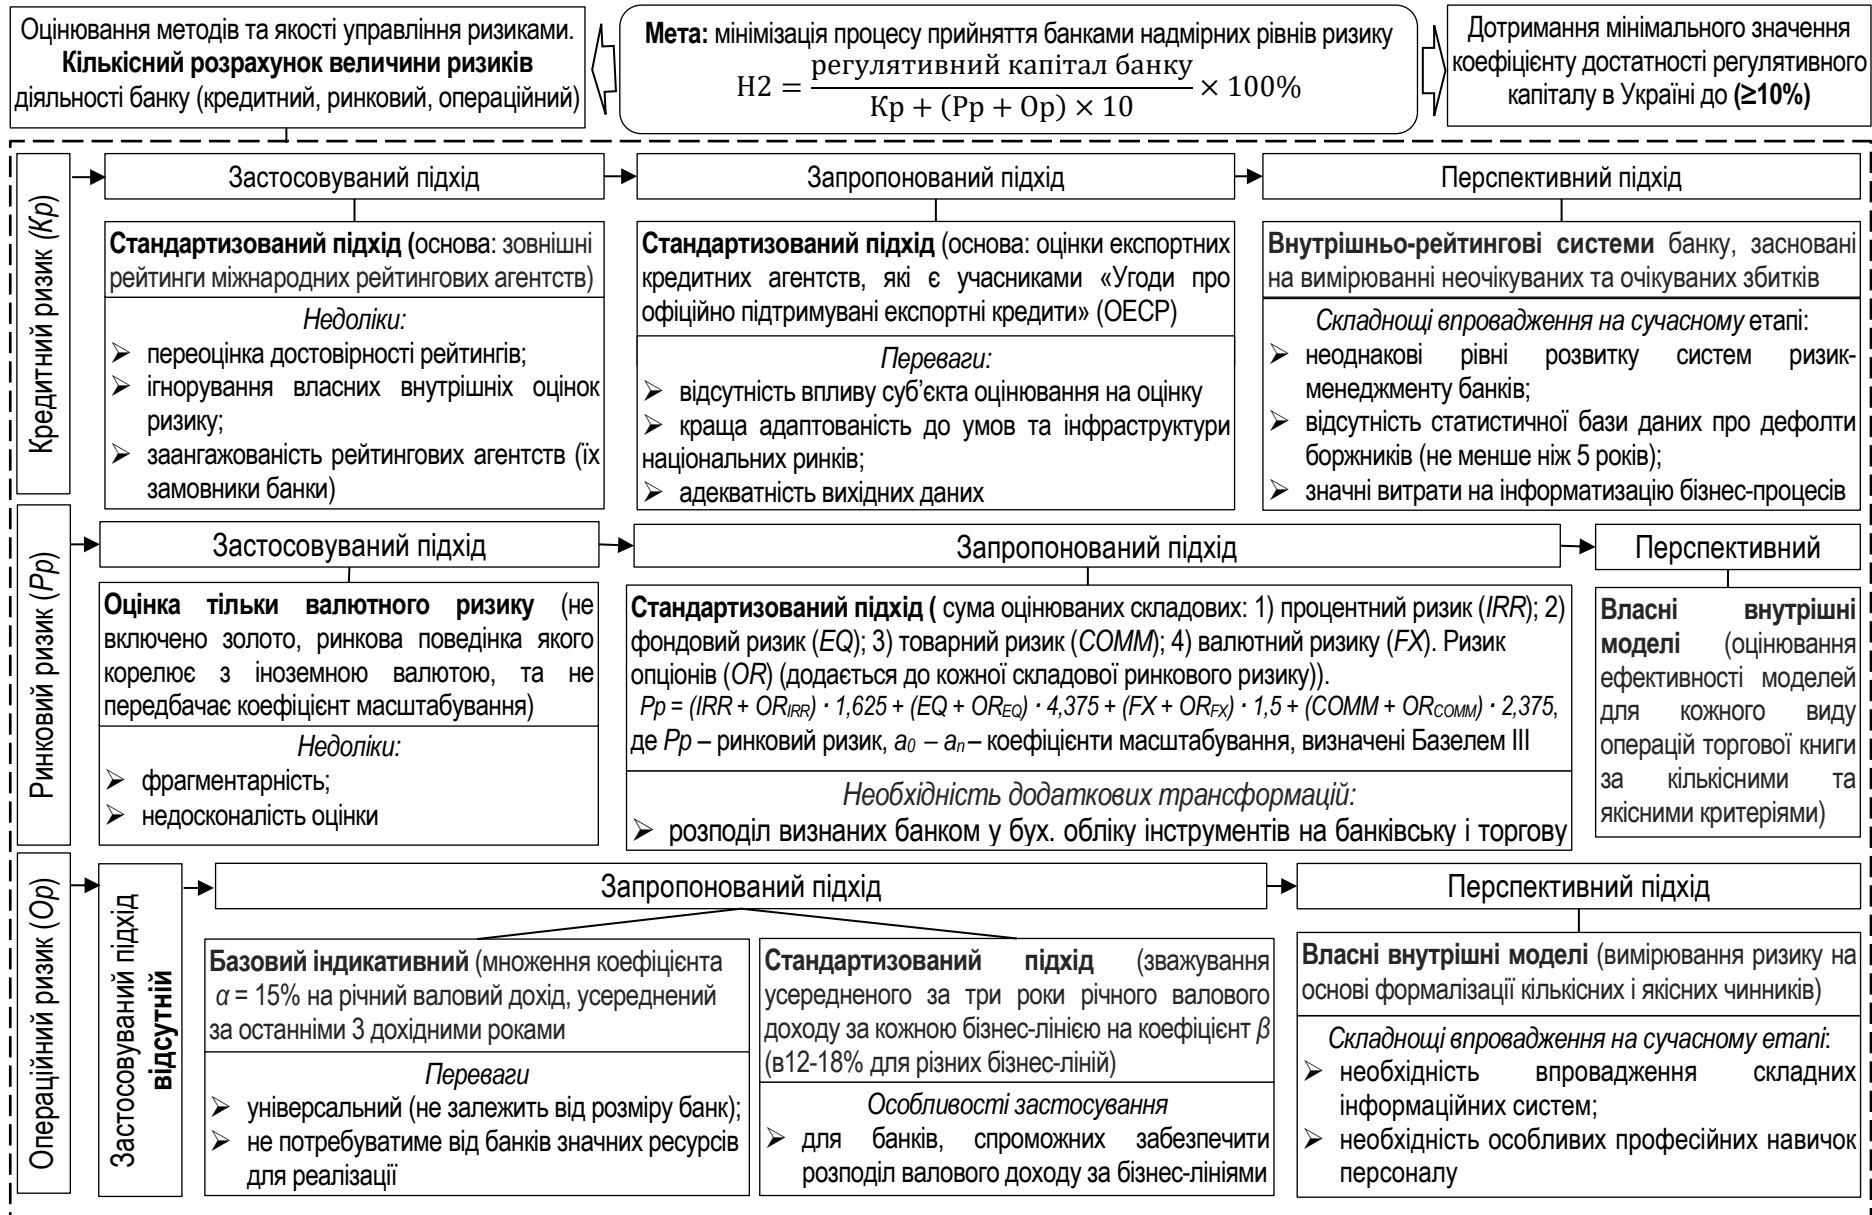 Оцінювання методів та якості управління ризиками.
Кількісний розрахунок величини ризиків
діяльності банку (кредитний, ринковий, операційний)
Мета: мінімізація процесу прийняття банками надмірних рівнів ризику
Н2 = регулятивний капітал банку / Кр + (Рр + Ор) × 10 × 100%
Дотримання мінімального значення
коефіцієнту достатності регулятивного
капіталу в Україні до (≥10%)
Кредитний ризик (Кр)
Застосовуваний підхід
Запропонований підхід
Перспективний підхід
Стандартизований підхід (основа: зовнішні
рейтинги міжнародних рейтингових агентств)
Недоліки:
➢ переоцінка достовірності рейтингів;
➢ ігнорування власних внутрішніх оцінок
ризику;
➢ заангажованість рейтингових агентств (їх
замовники банки)
Стандартизований підхід (основа: оцінки експортних
кредитних агентств, які є учасниками «Угоди про
офіційно підтримувані експортні кредити» (ОЕСР)
Переваги:
➢ відсутність впливу суб’єкта оцінювання на оцінку
➢ краща адаптованість до умов та інфраструктури
національних ринків;
➢ адекватність вихідних даних
Внутрішньо-рейтингові системи банку, засновані
на вимірюванні неочікуваних та очікуваних збитків
Складнощі впровадження на сучасному етапі:
➢ неоднакові рівні розвитку систем ризик-
менеджменту банків;
➢ відсутність статистичної бази даних про дефолти
боржників (не менше ніж 5 років);
➢ значні витрати на інформатизацію бізнес-процесів
Ринковий ризик (Рр)
Застосовуваний підхід
Запропонований підхід
Перспективний
Оцінка тільки валютного ризику (не
включено золото, ринкова поведінка якого
корелює з іноземною валютою, та не
передбачає коефіцієнт масштабування)
Недоліки:
➢ фрагментарність;
➢ недосконалість оцінки
Стандартизований підхід ( сума оцінюваних складових: 1) процентний ризик (IRR); 2)
фондовий ризик (EQ); 3) товарний ризик (COMM); 4) валютний ризику (FX). Ризик
опціонів (OR) (додається до кожної складової ринкового ризику)).
Рр = (IRR + ORIRR) · 1,625 + (EQ + OREQ) · 4,375 + (FX + ORFX) · 1,5 + (COMM + ORCOMM) · 2,375,
де Рр – ринковий ризик, a0 – an – коефіцієнти масштабування, визначені Базелем ІІІ
Необхідність додаткових трансформацій:
➢ розподіл визнаних банком у бух. обліку інструментів на банківську і торгову
Власні внутрішні
моделі (оцінювання
ефективності моделей
для кожного виду
операцій торгової книги
за кількісними та
якісними критеріями)
Операційний ризик (Ор)
Застосовуваний підхід
відсутній
Запропонований підхід
Перспективний підхід
Базовий індикативний (множення коефіцієнта
α = 15% на річний валовий дохід, усереднений
за останніми 3 дохідними роками
Переваги
➢ універсальний (не залежить від розміру банк);
➢ не потребуватиме від банків значних ресурсів
для реалізації
Стандартизований підхід (зважування
усередненого за три роки річного валового
доходу за кожною бізнес-лінією на коефіцієнт β
(в12-18% для різних бізнес-ліній)
Особливості застосування
➢ для банків, спроможних забезпечити
розподіл валового доходу за бізнес-лініями
Власні внутрішні моделі (вимірювання ризику на
основі формалізації кількісних і якісних чинників)
Складнощі впровадження на сучасному етапі:
➢ необхідність впровадження складних
інформаційних систем;
➢ необхідність особливих професійних навичок
персоналу